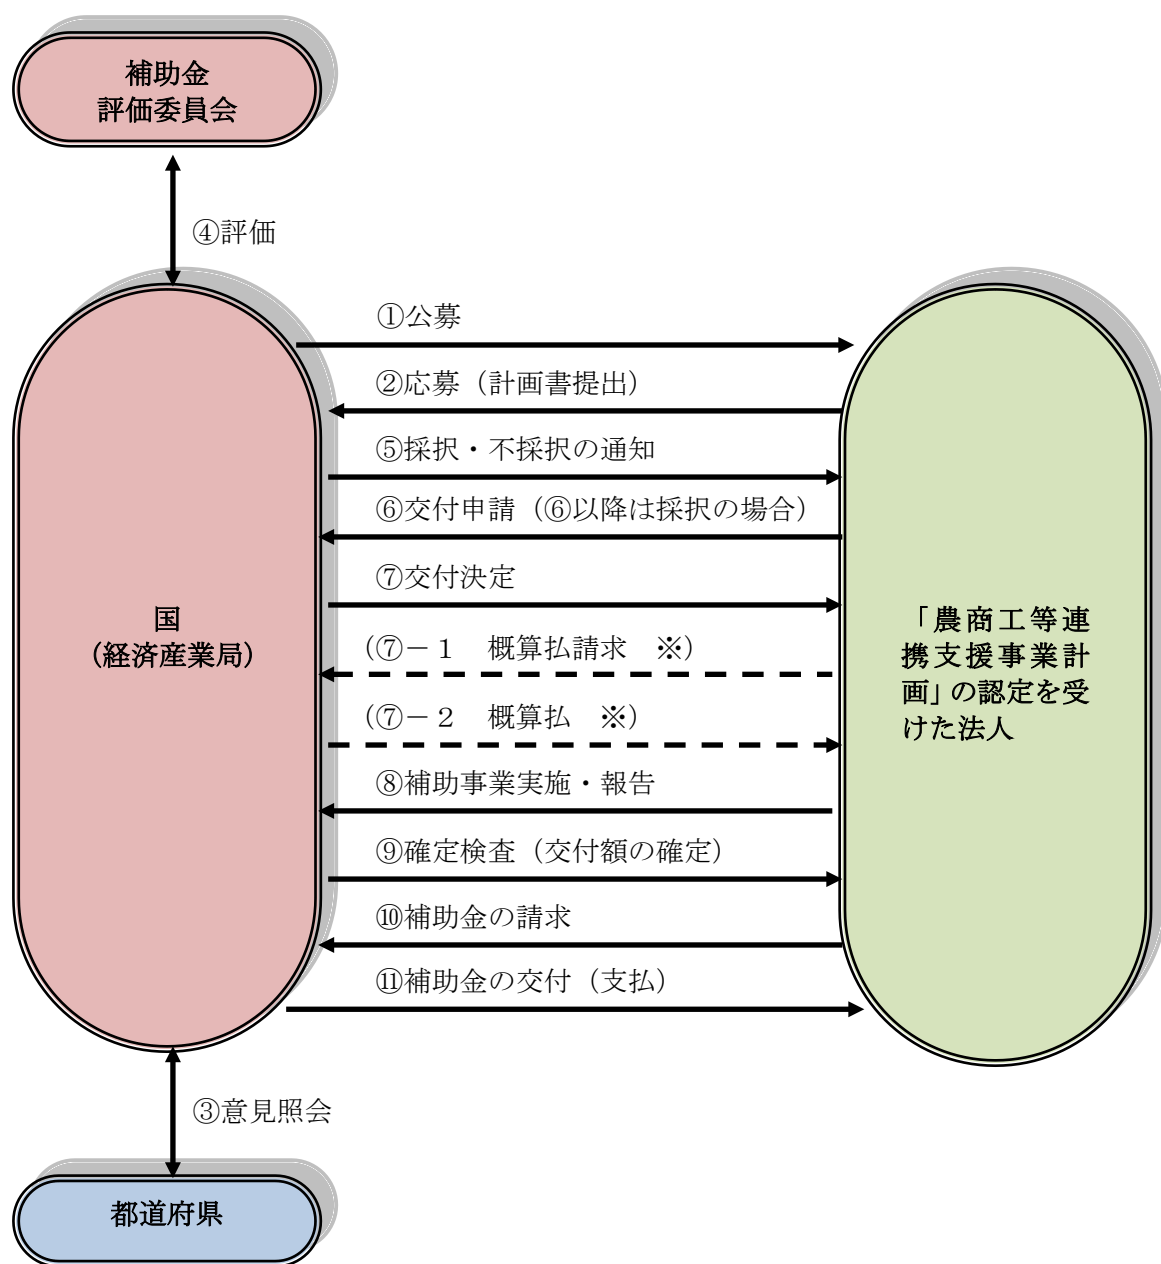 補助金
評価委員会
④評価
①公募
②応募（計画書提出）
⑤採択・不採択の通知
⑥交付申請（⑥以降は採択の場合）
⑦交付決定
（⑦－１　概算払請求　※）
（⑦－２　概算払　※）
⑧補助事業実施・報告
⑨確定検査（交付額の確定）
⑩補助金の請求
⑪補助金の交付（支払）
国
（経済産業局）
「農商工等連
携支援事業計
画」の認定を受
けた法人
③意見照会
都道府県